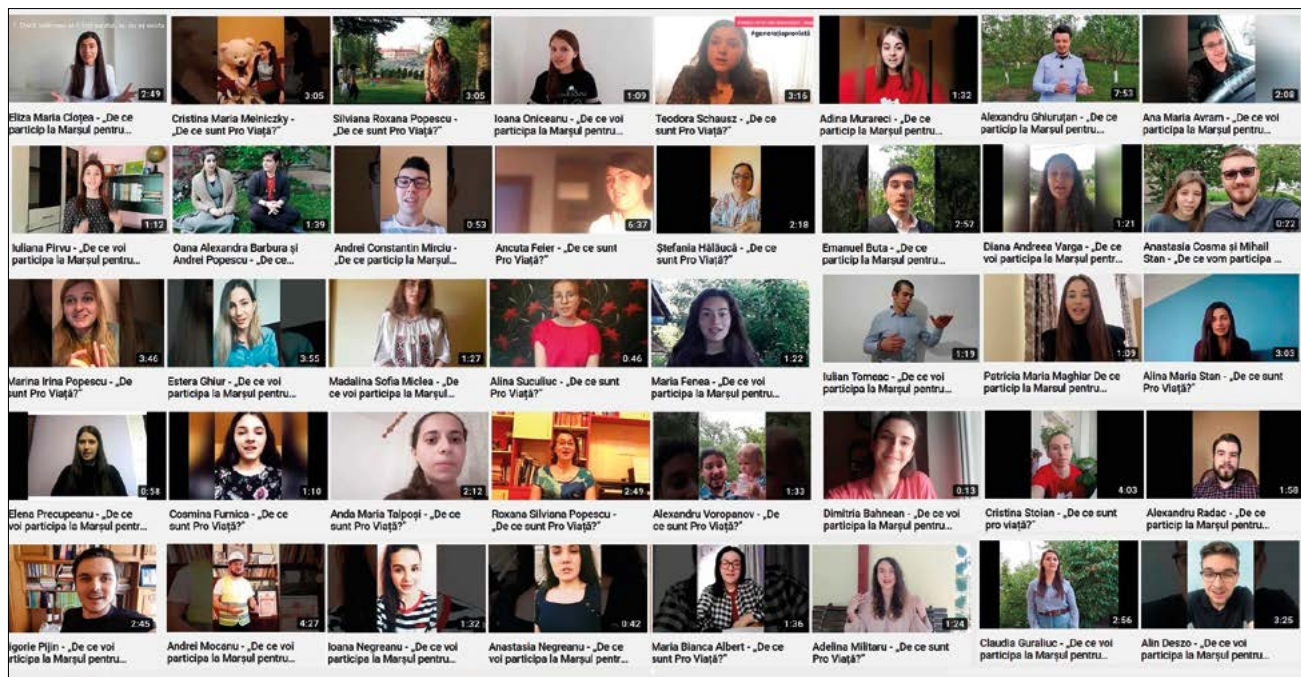 2:49
3:05
3:05
1:09
#generațieprovieață
3:16
1:32
7:53
2:08
Eliza Maria Cloțea - „De ce
particip la Marșul pentru...
Cristina Maria Melniczky -
„De ce sunt Pro Viață?”
Silviana Roxana Popescu -
„De ce sunt Pro Viață?”
Ioana Oniceanu - „De ce voi
participa la Marșul pentru...
Teodora Schausz - „De ce
sunt Pro Viață?”
Adina Murareci - „De ce
particip la Marșul pentru...
Alexandru Ghiuruțan - „De ce
particip la Marșul pentru...
Ana Maria Avram - „De ce
particip la Marșul pentru...
1:12
1:39
0:53
6:37
2:18
2:57
1:21
0:22
Iuliana Pirvu - „De ce voi
participa la Marșul pentru...
Oana Alexandra Barbura și
Andrei Popescu - „De ce...
Andrei Constantin Mirciu -
„De ce particip la Marșul...
Ancuta Feier - „De ce sunt
Pro Viață?”
Ștefania Hălăucă - „De ce
sunt Pro Viață?”
Emanuel Buta - „De ce
particip la Marșul pentru...
Diana Andreea Varga - „De ce
voi participa la Marșul pentr...
Anastasia Cosma și Mihail
Stan - „De ce vom participa ...
3:46
3:55
1:27
0:46
1:22
1:19
1:09
3:03
Marina Irina Popescu - „De
sunt Pro Viață?”
Estera Ghiur - „De ce voi
participa la Marșul pentru...
Madalina Sofia Miclea - „De
ce voi participa la Marșul...
Alina Suculiuc - „De ce sunt
Pro Viață?”
Maria Fenea - „De ce voi
participa la Marșul pentru...
Iulian Tomeac - „De ce voi
participa la Marșul pentru...
Patricia Maria Maghiar De ce
particip la Marsul pentru...
Alina Maria Stan - „De ce sunt
Pro Viață?”
0:58
1:10
2:12
2:49
1:33
0:13
4:03
1:58
Elena Precupeanu - „De ce
voi participa la Marșul pentr...
Cosmina Furnica - „De ce
sunt Pro Viață?”
Anda Maria Talpoși - „De ce
sunt Pro Viață?”
Roxana Silviana Popescu -
„De ce sunt Pro Viață?”
Alexandru Voropanov - „De
ce sunt Pro Viață?”
Dimitria Bahnean - „De ce voi
participa la Marșul pentru...
Cristina Stoian - „De ce sunt
pro viață?”
Alexandru Radac - „De ce
particip la Marșul pentru...
2:45
4:27
1:32
0:42
1:36
1:24
2:56
3:25
igorie Pijin - „De ce voi
rticipa la Marșul pentru...
Andrei Mocanu - „De ce voi
participa la Marșul pentru...
Ioana Negreanu - „De ce voi
participa la Marșul pentru...
Anastasia Negreanu - „De ce
voi participa la Marșul pentr...
Maria Bianca Albert - „De ce
sunt Pro Viață?”
Adelina Militaru - „De ce sunt
Pro Viață?”
Claudia Guraliuc - „De ce voi
participa la Marșul pentru...
Alin Deszo - „De ce voi
participa la Marșul pentru...